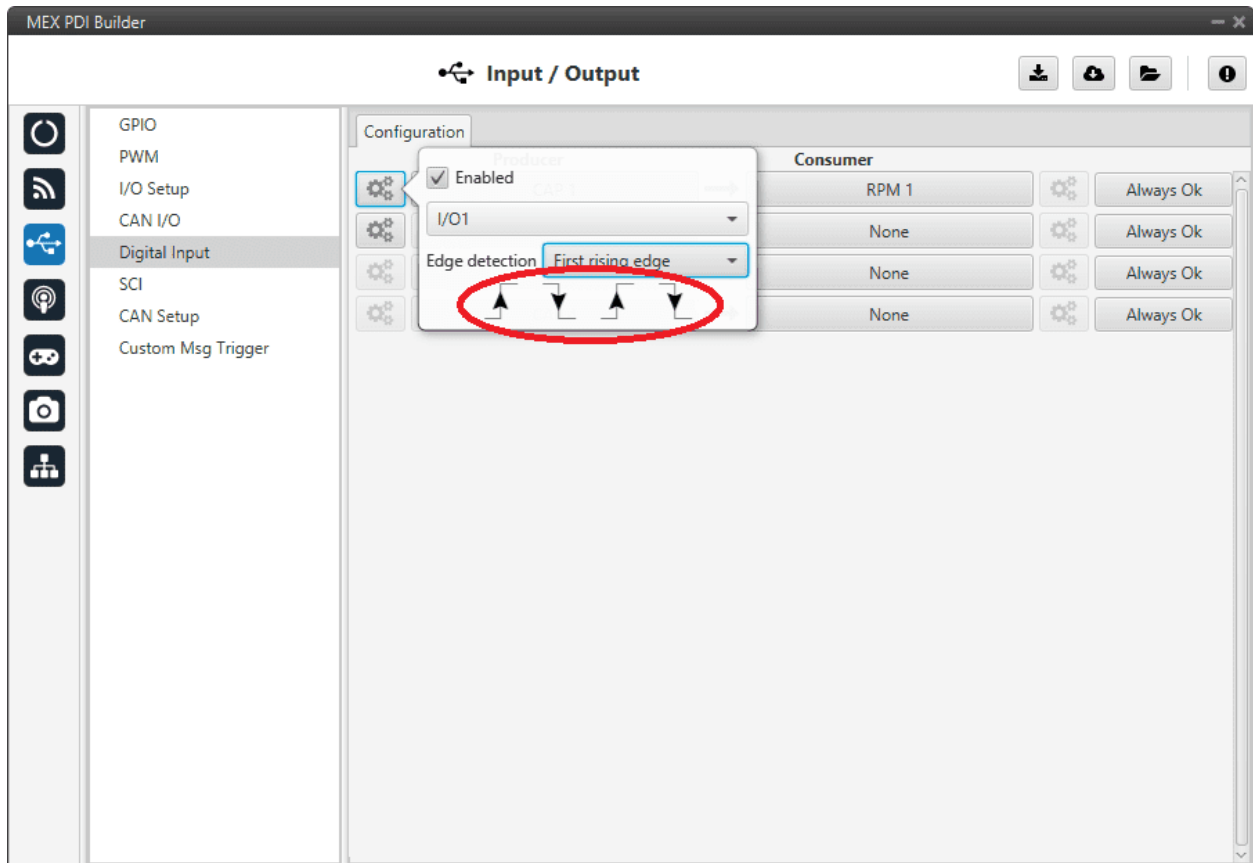 MEX PDI Builder
Input / Output
GPIO
PWM
I/O Setup
CAN I/O
Digital Input
SCI
CAN Setup
Custom Msg Trigger
Configuration
Producer Consumer
Enabled
CAP 1 RPM 1 Always Ok
I/O1
None Always Ok
Edge detection First rising edge
None Always Ok
None Always Ok